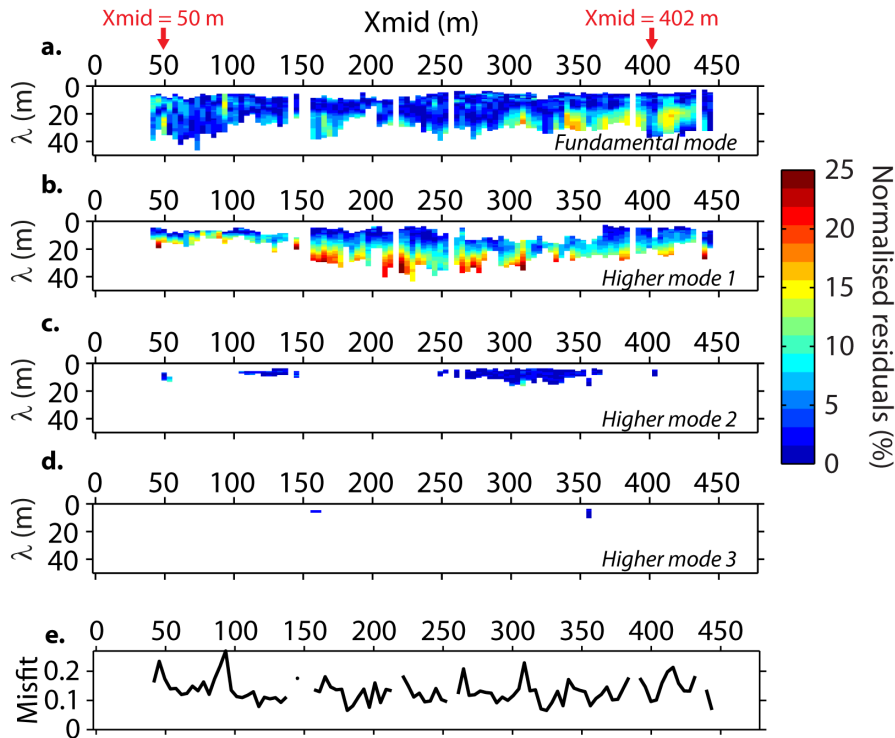 Xmid = 50 m Xmid (m) Xmid = 402 m
a.
0 50 100 150 200 250 300 350 400 450
λ (m)
0
20
40
Fundamental mode
b.
0 50 100 150 200 250 300 350 400 450
λ (m)
0
20
40
Higher mode 1
c.
0 50 100 150 200 250 300 350 400 450
λ (m)
0
20
40
Higher mode 2
d.
0 50 100 150 200 250 300 350 400 450
λ (m)
0
20
40
Higher mode 3
e.
0 50 100 150 200 250 300 350 400 450
Misfit
0.2
0.1
0
25
20
15
10
5
0
Normalised residuals (%)